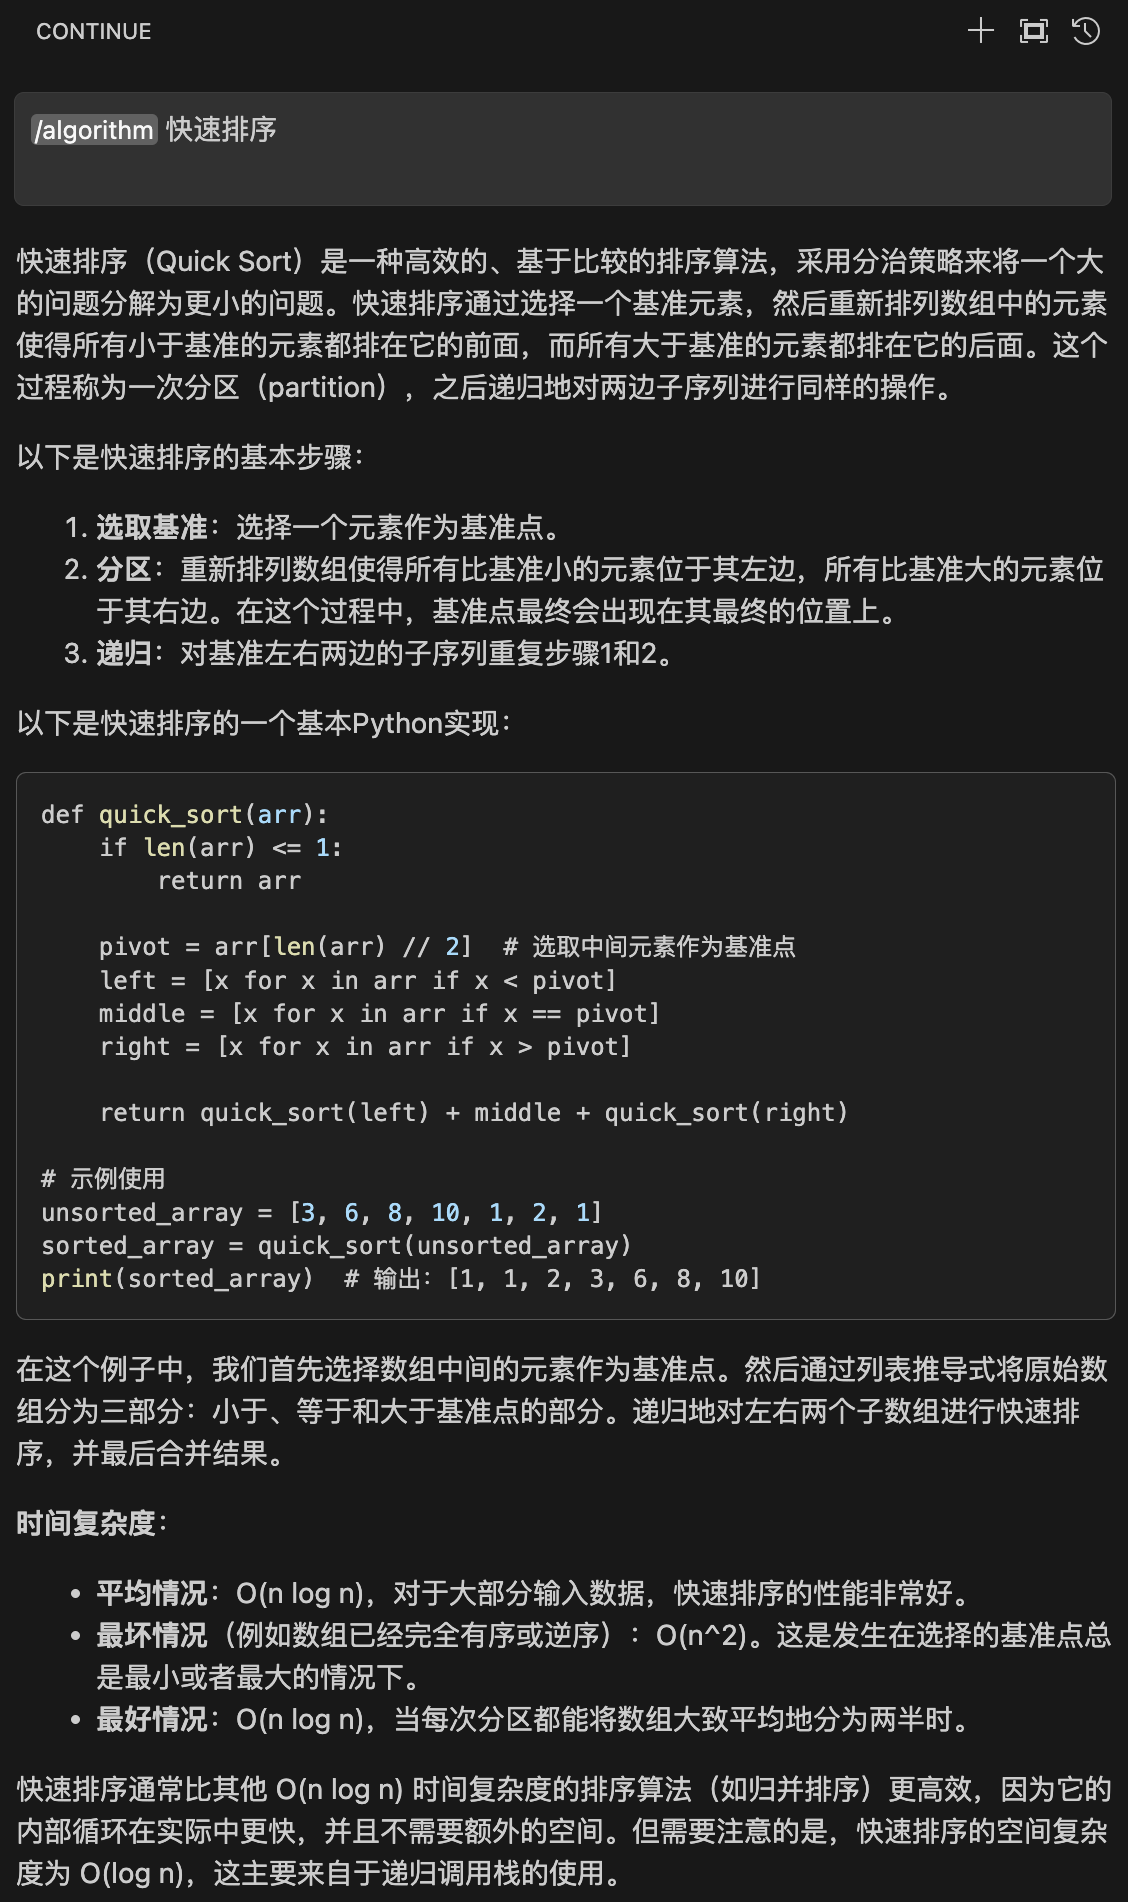 CONTINUE
/algorithm 快速排序
快速排序（Quick Sort）是一种高效的、基于比较的排序算法，采用分治策略来将一个大
的问题分解为更小的问题。快速排序通过选择一个基准元素，然后重新排列数组中的元素
使得所有小于基准的元素都排在它的前面，而所有大于基准的元素都排在它的后面。这个
过程称为一次分区（partition），之后递归地对两边子序列进行同样的操作。
以下是快速排序的基本步骤：
1. 选取基准：选择一个元素作为基准点。
2. 分区：重新排列数组使得所有比基准小的元素位于其左边，所有比基准大的元素位
于其右边。在这个过程中，基准点最终会出现在其最终的位置上。
3. 递归：对基准左右两边的子序列重复步骤1和2。
以下是快速排序的一个基本Python实现：
def quick_sort(arr):
    if len(arr) <= 1:
        return arr
    pivot = arr[len(arr) // 2]  # 选取中间元素作为基准点
    left = [x for x in arr if x < pivot]
    middle = [x for x in arr if x == pivot]
    right = [x for x in arr if x > pivot]
    return quick_sort(left) + middle + quick_sort(right)
# 示例使用
unsorted_array = [3, 6, 8, 10, 1, 2, 1]
sorted_array = quick_sort(unsorted_array)
print(sorted_array)  # 输出：[1, 1, 2, 3, 6, 8, 10]
在这个例子中，我们首先选择数组中间的元素作为基准点。然后通过列表推导式将原始数
组分为三部分：小于、等于和大于基准点的部分。递归地对左右两个子数组进行快速排
序，并最后合并结果。
时间复杂度：
• 平均情况：O(n log n)，对于大部分输入数据，快速排序的性能非常好。
• 最坏情况（例如数组已经完全有序或逆序）：O(n^2)。这是发生在选择的基准点总
是最小或者最大的情况下。
• 最好情况：O(n log n)，当每次分区都能将数组大致平均地分为两半时。
快速排序通常比其他 O(n log n) 时间复杂度的排序算法（如归并排序）更高效，因为它的
内部循环在实际中更快，并且不需要额外的空间。但需要注意的是，快速排序的空间复杂
度为 O(log n)，这主要来自于递归调用栈的使用。